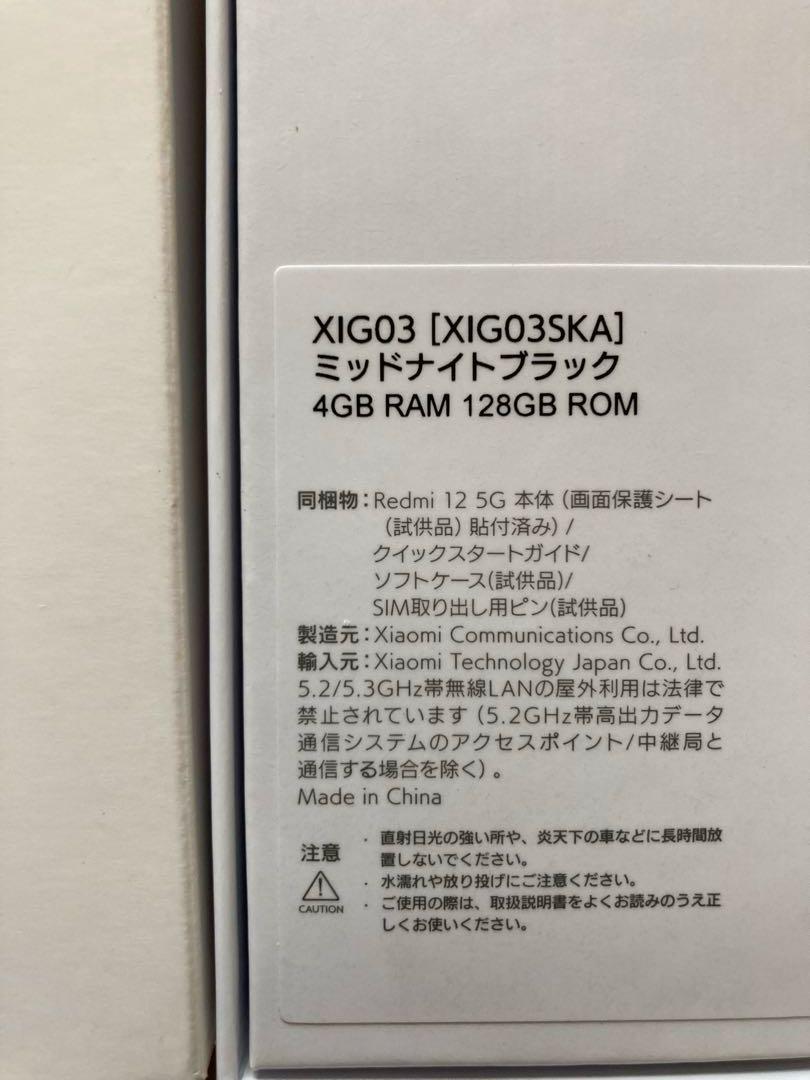 XIG03 [XIG03SKA]
ミッドナイトブラック
4GB RAM 128GB ROM
同梱物：Redmi 12 5G 本体（画面保護シート
（試供品）貼付済み）/
クイックスタートガイド/
ソフトケース(試供品)/
SIM取り出し用ピン(試供品)
製造元：Xiaomi Communications Co., Ltd.
輸入元：Xiaomi Technology Japan Co., Ltd.
5.2/5.3GHz帯無線LANの屋外利用は法律で
禁止されています（5.2GHz帯高出力データ
通信システムのアクセスポイント/中継局と
通信する場合を除く）。
Made in China
注意
CAUTION
・直射日光の強い所や、炎天下の車などに長時間放
置しないでください。
・水濡れや放り投げにご注意ください。
・ご使用の際は、取扱説明書をよくお読みのうえ正
しくお使いください。